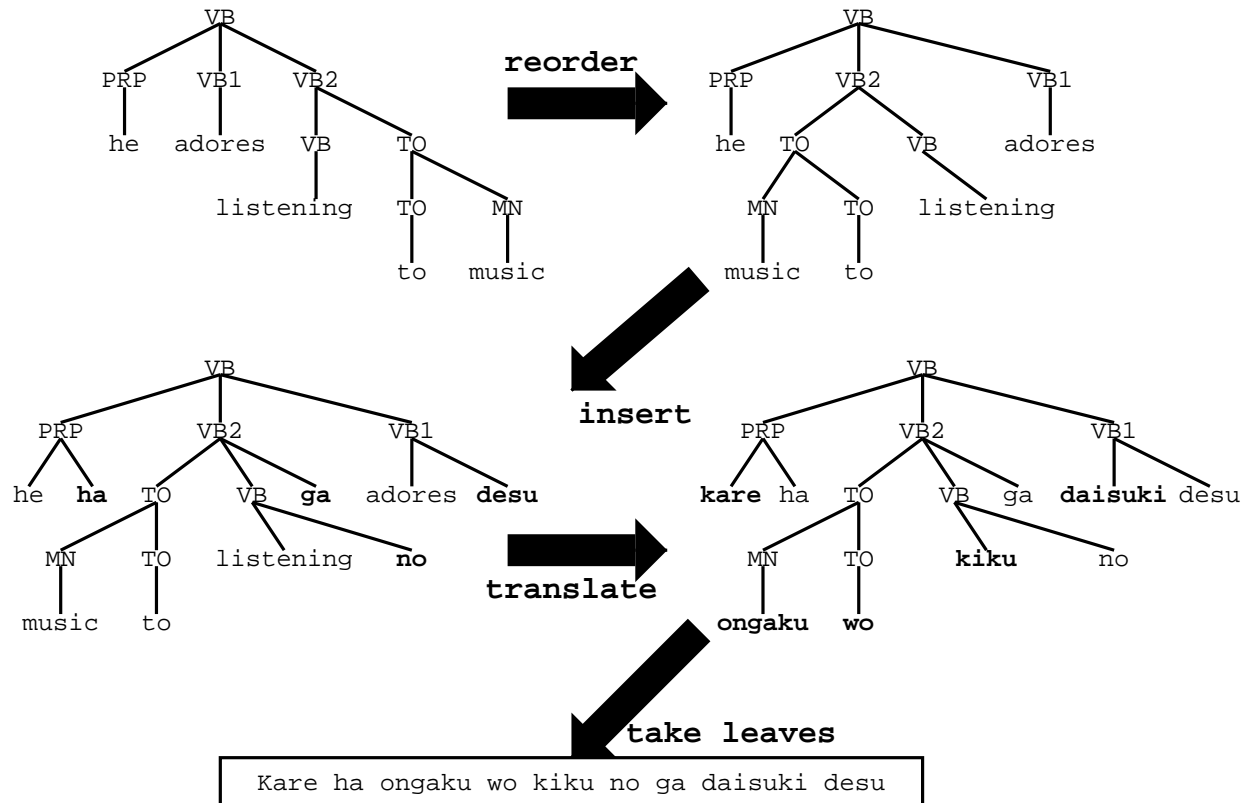 VB VB
reorder
PRP VB1 VB2 PRP VB2 VB1
he adores VB TO he TO VB adores
listening TO MN MN TO listening
to music music to
VB VB
insert
PRP VB2 VB1 PRP VB2 VB1
he ha TO VB ga adores desu kare ha TO VB ga daisuki desu
MN TO listening no MN TO kiku no
translate
music to ongaku wo
take leaves
Kare ha ongaku wo kiku no ga daisuki desu